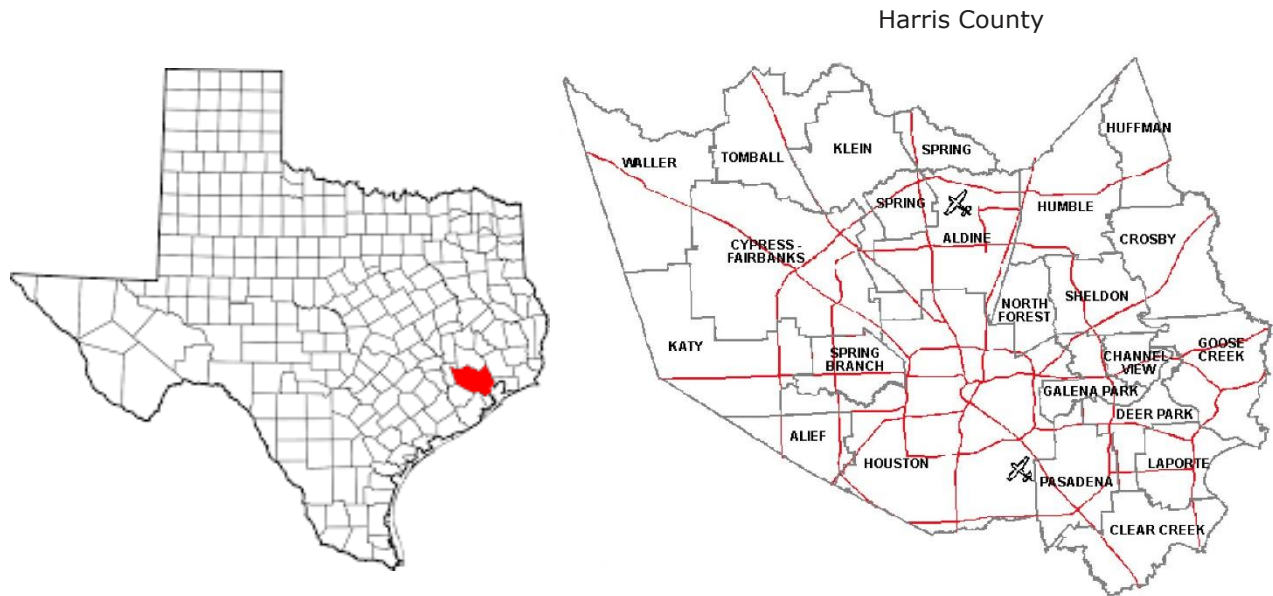 Harris County
HUFFMAN
WALLER
TOMBALL
KLEIN
SPRING
SPRING
HUMBLE
ALDINE
CROSBY
CYPRESS -
FAIRBANKS
NORTH
FOREST
SHELDON
KATY
SPRING
BRANCH
CHANNEL
VIEW
GOOSE
CREEK
GALENA PARK
DEER PARK
ALIEF
HOUSTON
LAPORTE
PASADENA
CLEAR CREEK